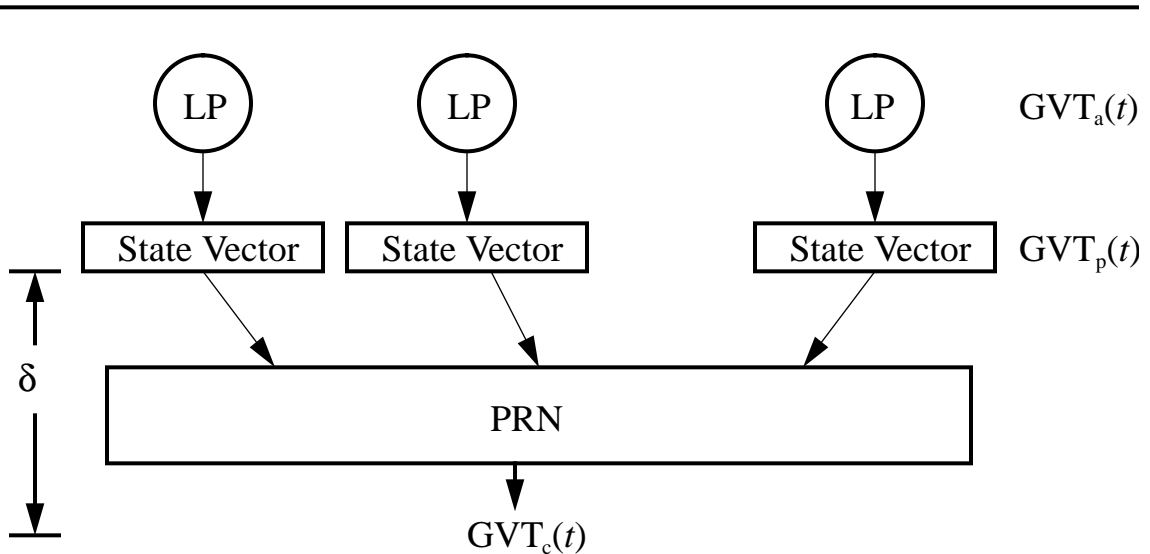 LP LP LP GVTa(t)
State Vector State Vector State Vector GVTp(t)
δ
PRN
GVTc(t)